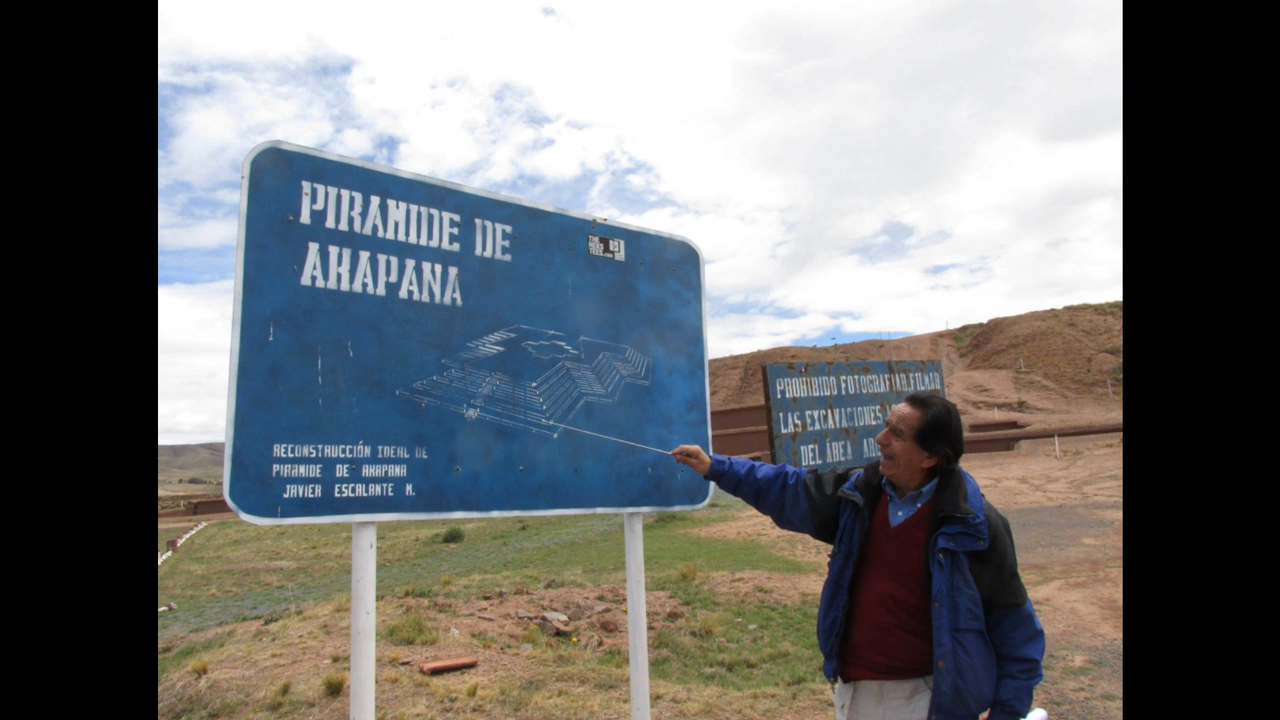 PIRAMIDE DE
AKAPANA
RECONSTRUCCIÓN IDEAL DE
PIRAMIDE DE AKAPANA
JAVIER ESCALANTE M.
PROHIBIDO FOTOGRAFIAR, FILMAR
LAS EXCAVACIONES
DEL ÁREA